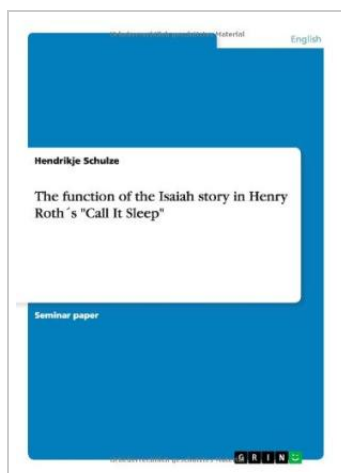 English
Hendrikje Schulze
The function of the Isaiah story in Henry
Roth´s "Call It Sleep"
Seminar paper
GRIN